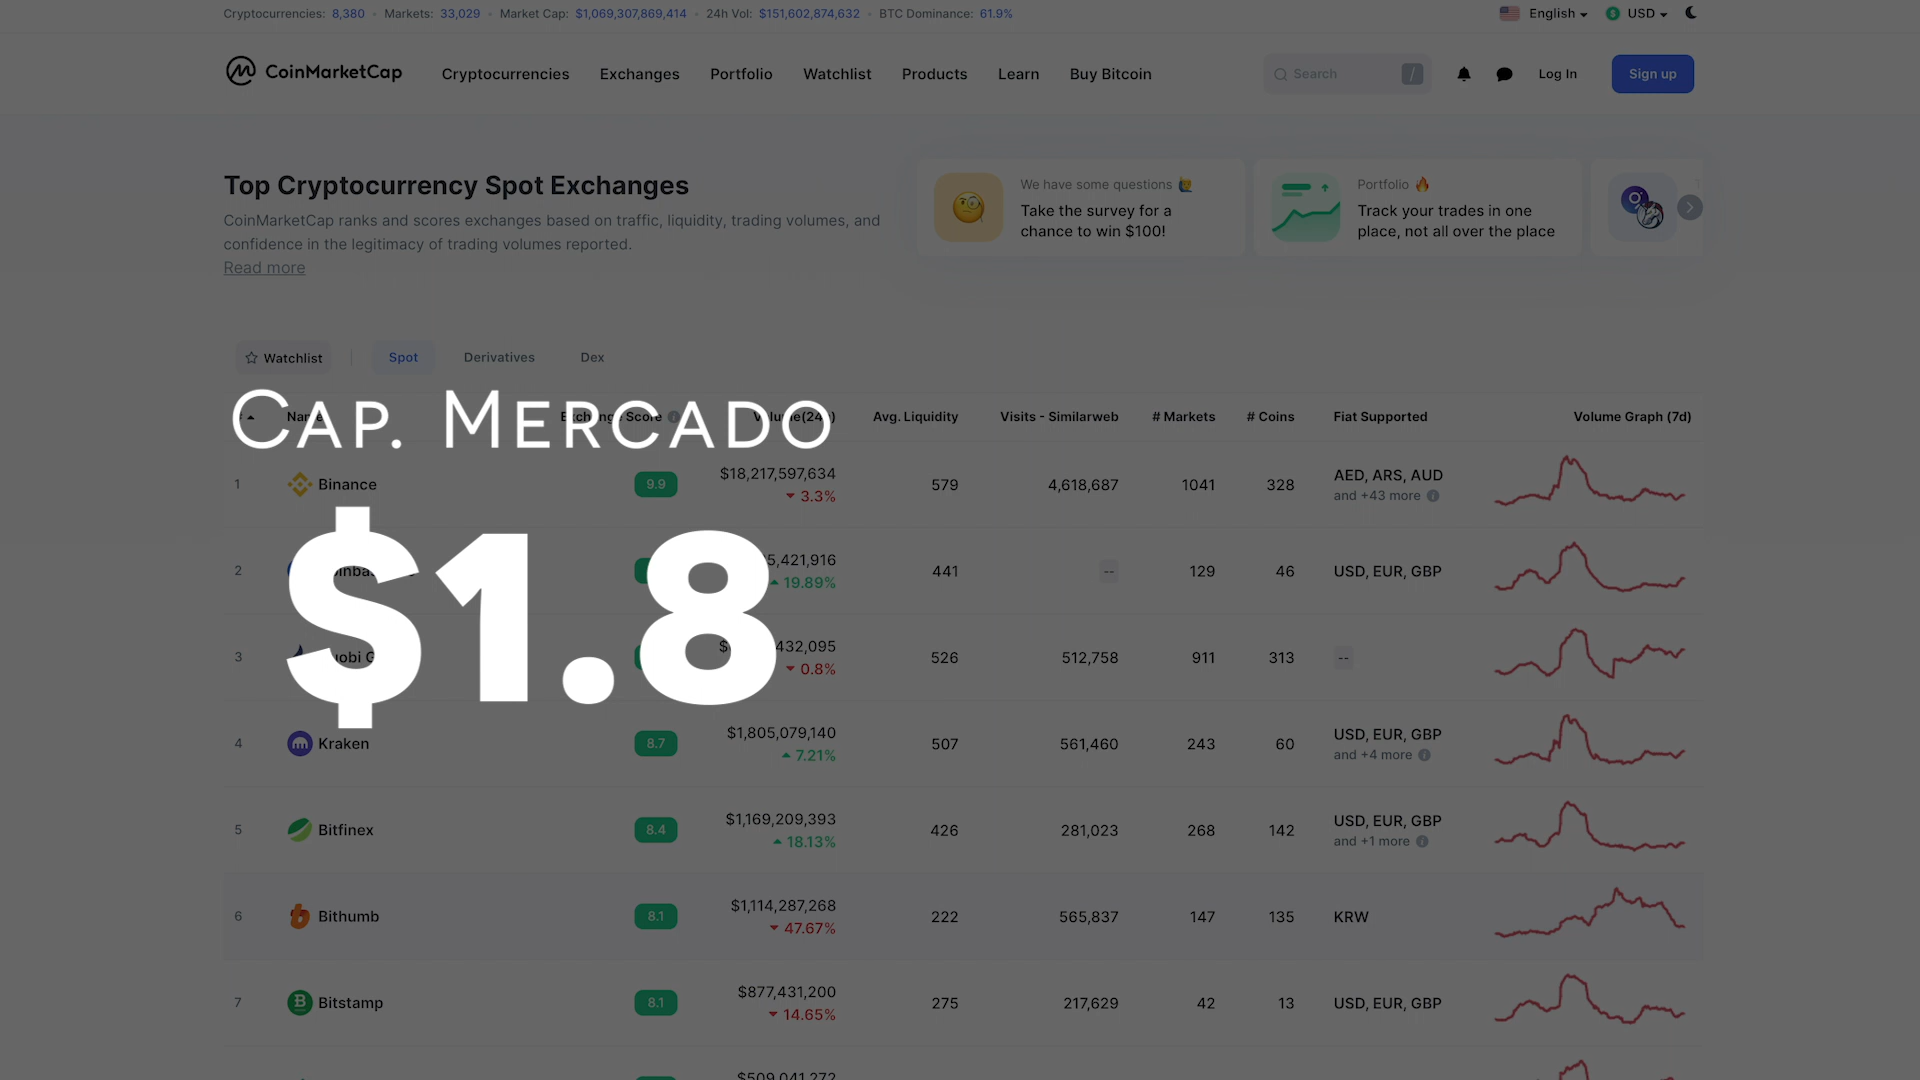 Cryptocurrencies: 8,380 • Markets: 33,029 • Market Cap: $1,069,307,869,414 • 24h Vol: $151,602,874,632 • BTC Dominance: 61.9% English USD
CoinMarketCap Cryptocurrencies Exchanges Portfolio Watchlist Products Learn Buy Bitcoin Search / Log In Sign up
Top Cryptocurrency Spot Exchanges
CoinMarketCap ranks and scores exchanges based on traffic, liquidity, trading volumes, and
confidence in the legitimacy of trading volumes reported.
Read more
We have some questions
Take the survey for a
chance to win $100!
Portfolio
Track your trades in one
place, not all over the place
Watchlist Spot Derivatives Dex
CAP. MERCADO
$1.8
Avg. Liquidity Visits - Similarweb # Markets # Coins Fiat Supported Volume Graph (7d)
1 Binance 9.9 $18,217,597,634 579 4,618,687 1041 328 AED, ARS, AUD
3.3% and +43 more
2 441 -- 129 46 USD, EUR, GBP
19.89%
3 526 512,758 911 313 --
0.8%
4 Kraken 8.7 $1,805,079,140 507 561,460 243 60 USD, EUR, GBP
7.21% and +4 more
5 Bitfinex 8.4 $1,169,209,393 426 281,023 268 142 USD, EUR, GBP
18.13% and +1 more
6 Bithumb 8.1 $1,114,287,268 222 565,837 147 135 KRW
47.67%
7 Bitstamp 8.1 $877,431,200 275 217,629 42 13 USD, EUR, GBP
14.65%